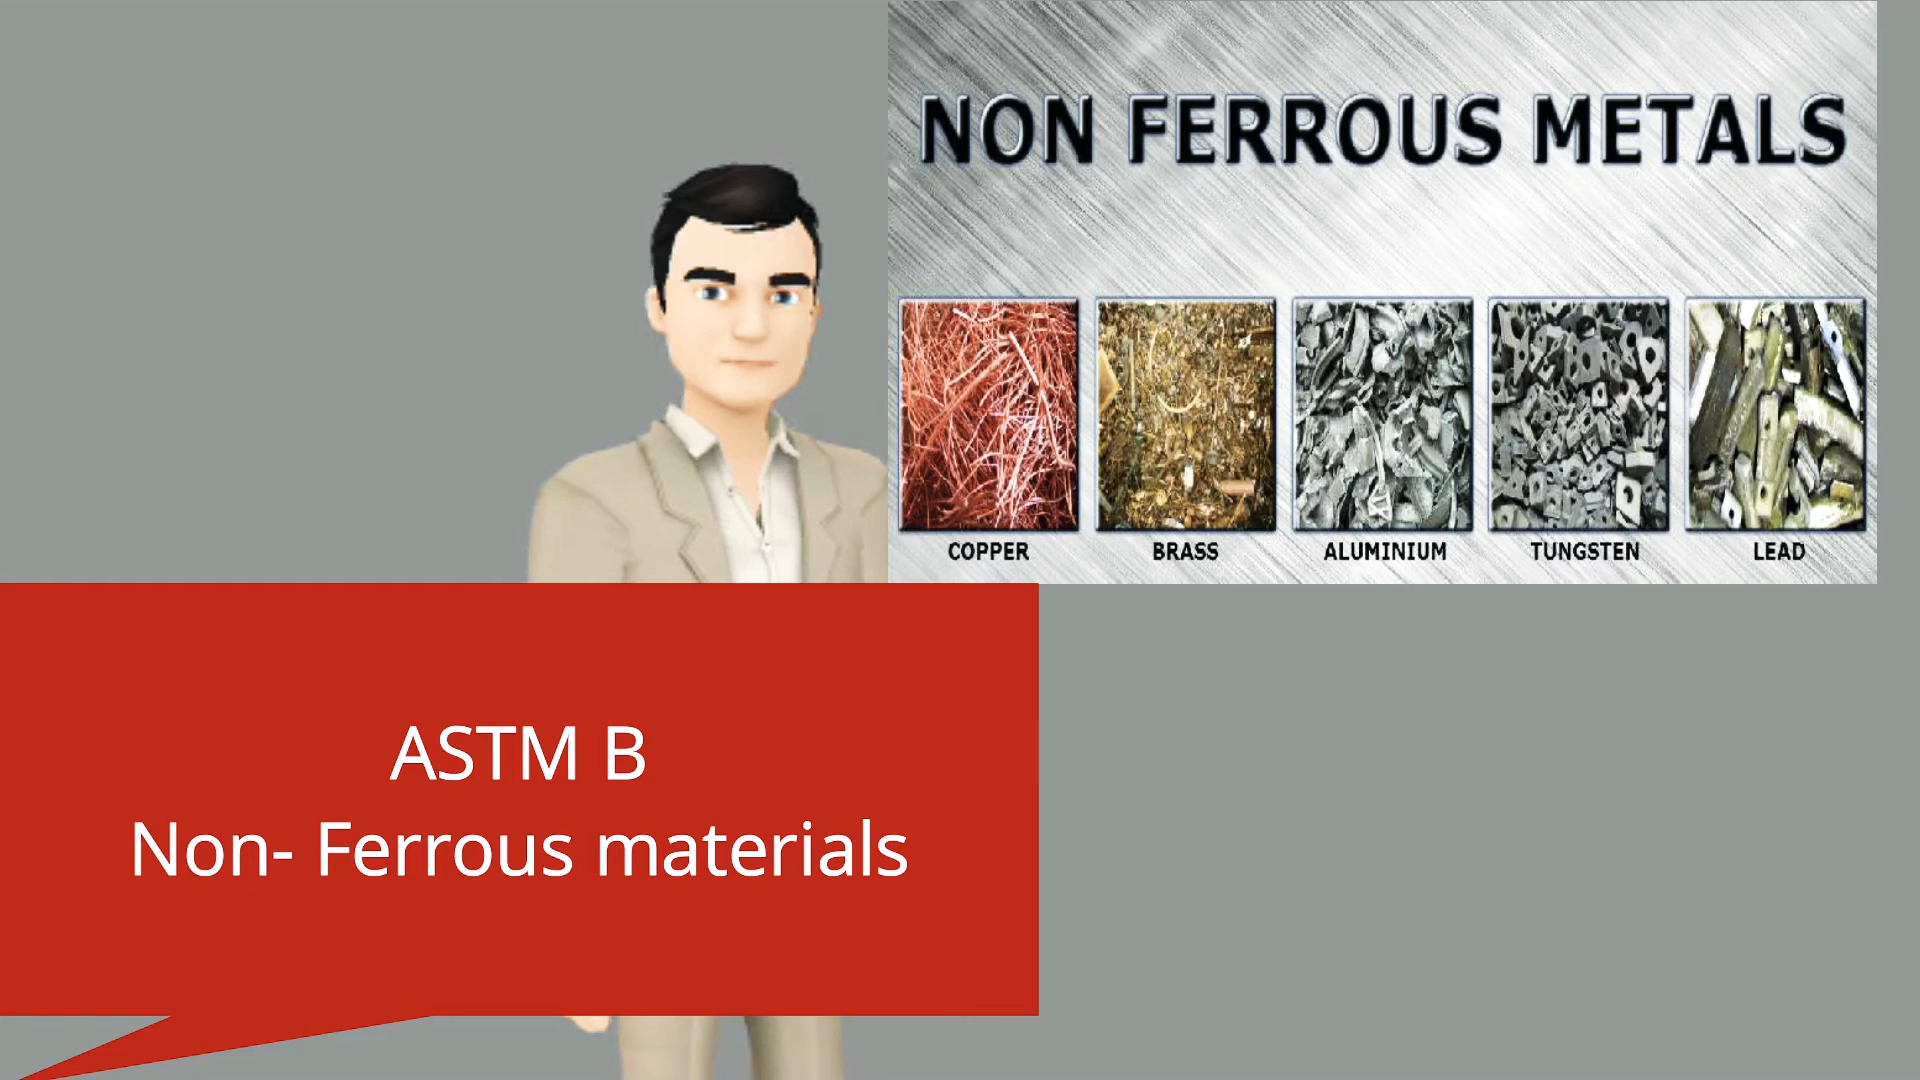 NON FERROUS METALS
COPPER BRASS ALUMINIUM TUNGSTEN LEAD
ASTM B
Non- Ferrous materials